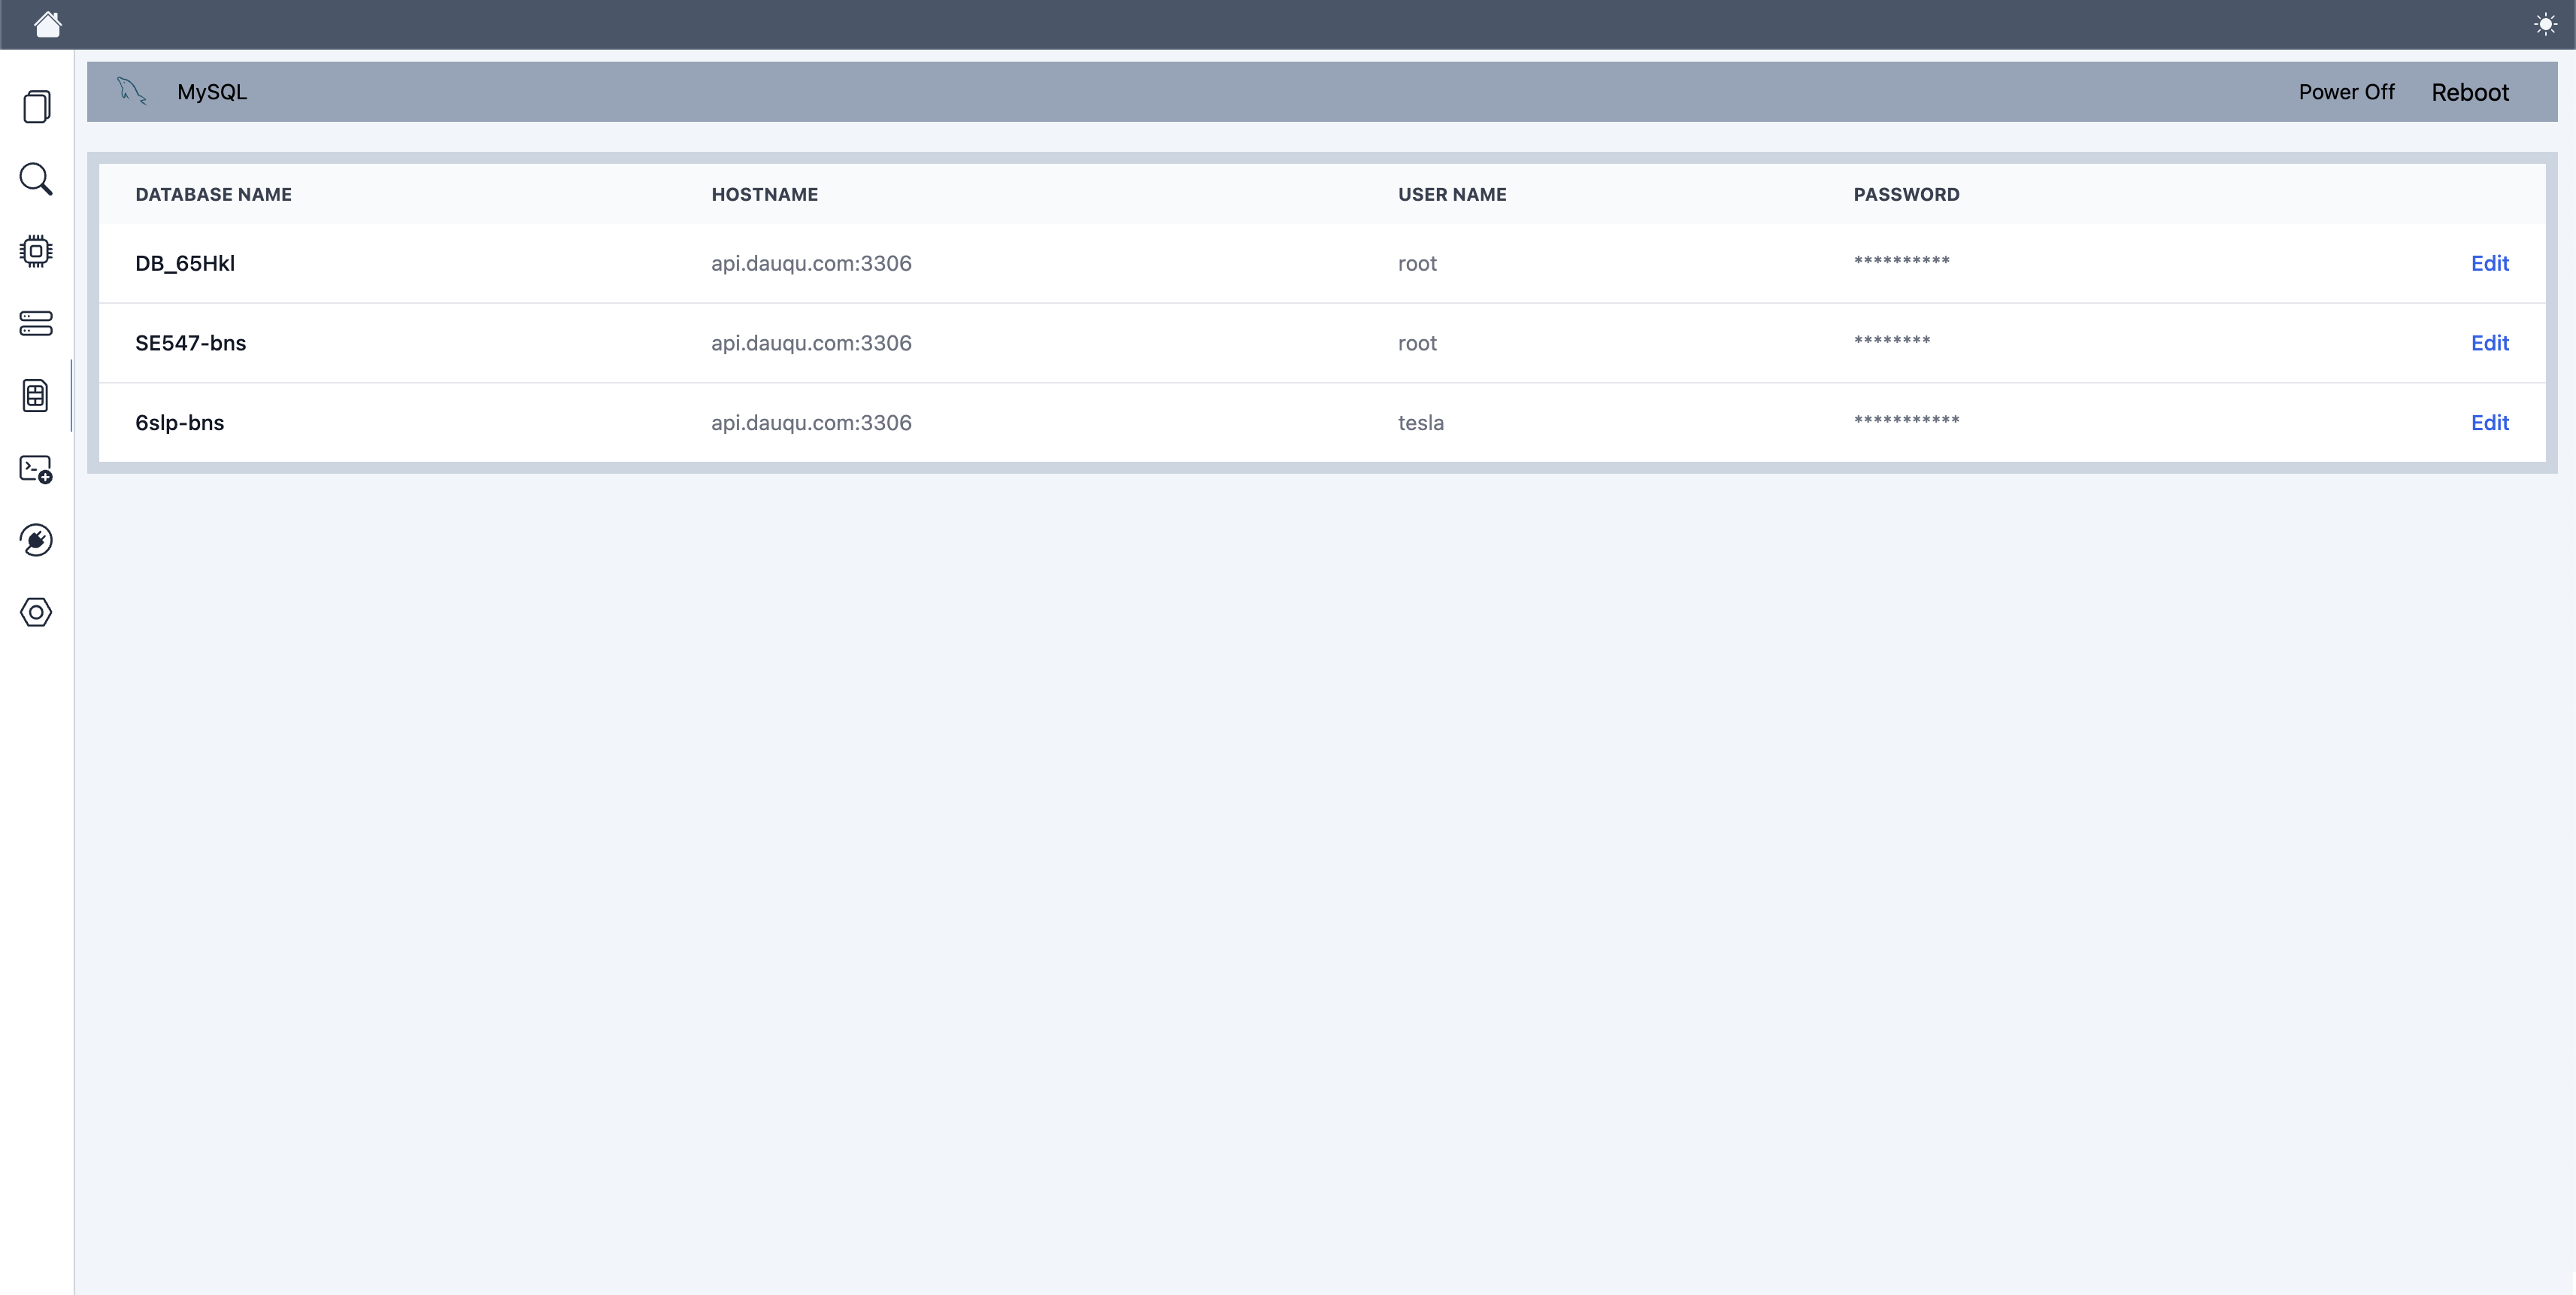 MySQL Power Off Reboot
DATABASE NAME HOSTNAME USER NAME PASSWORD
DB_65Hkl api.dauqu.com:3306 root ********** Edit
SE547-bns api.dauqu.com:3306 root ******** Edit
6slp-bns api.dauqu.com:3306 tesla *********** Edit